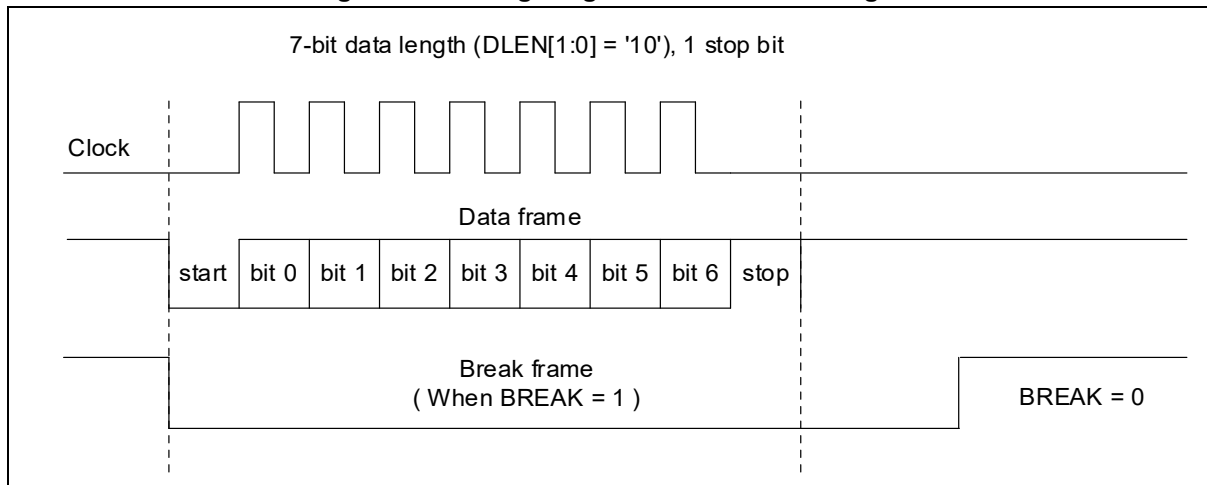 7-bit data length (DLEN[1:0] = '10'), 1 stop bit
Clock
Data frame
start bit 0 bit 1 bit 2 bit 3 bit 4 bit 5 bit 6 stop
Break frame
( When BREAK = 1 )
BREAK = 0